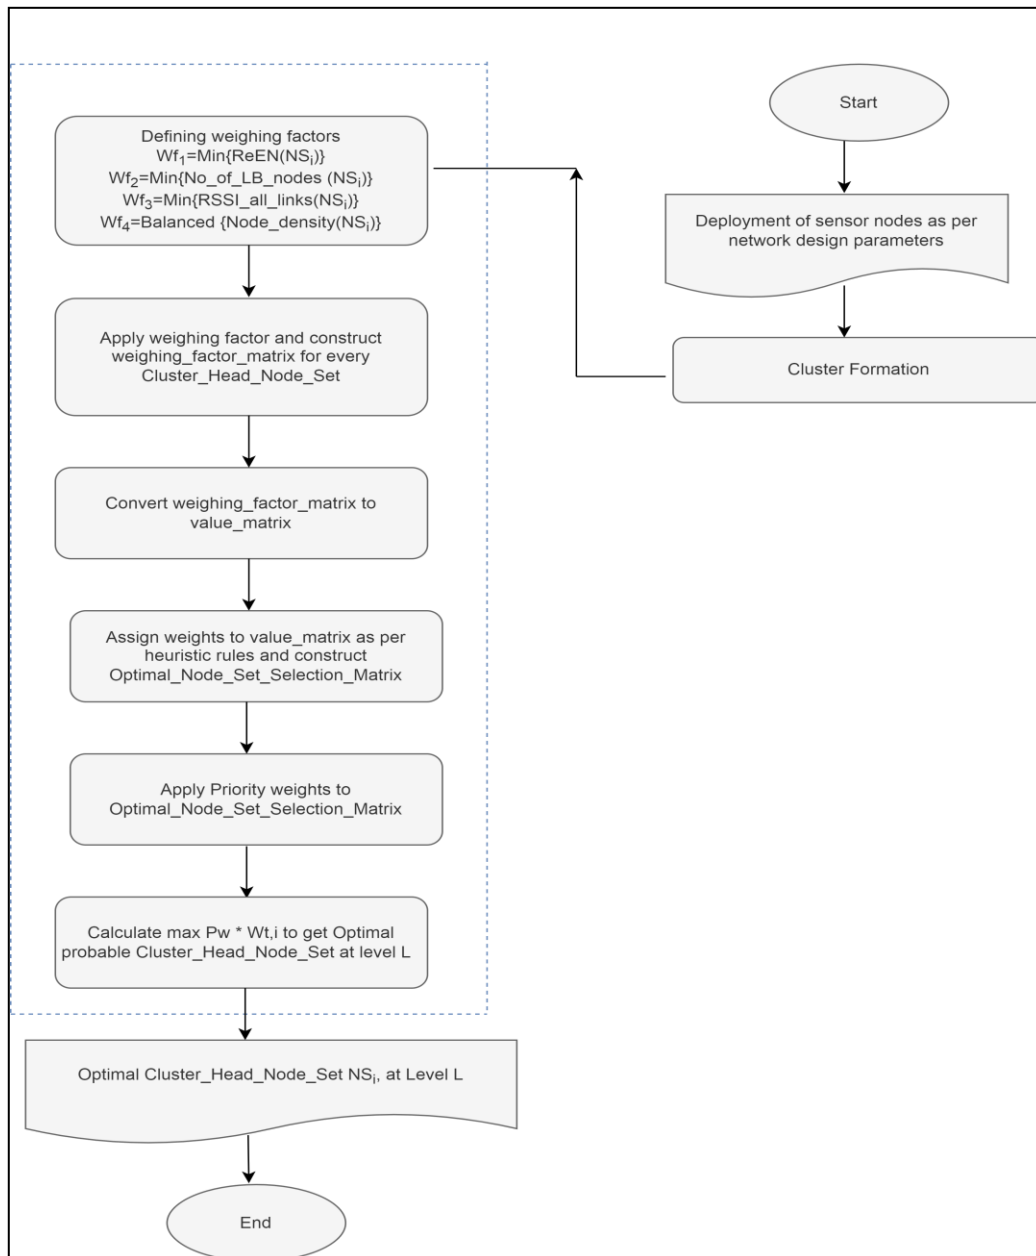 Start
Deployment of sensor nodes as per
network design parameters
Cluster Formation
Defining weighing factors
Wf₁=Min{ReEN(NSᵢ)}
Wf₂=Min{No_of_LB_nodes (NSᵢ)}
Wf₃=Min{RSSI_all_links(NSᵢ)}
Wf₄=Balanced {Node_density(NSᵢ)}
Apply weighing factor and construct
weighing_factor_matrix for every
Cluster_Head_Node_Set
Convert weighing_factor_matrix to
value_matrix
Assign weights to value_matrix as per
heuristic rules and construct
Optimal_Node_Set_Selection_Matrix
Apply Priority weights to
Optimal_Node_Set_Selection_Matrix
Calculate max Pw * Wt,i to get Optimal
probable Cluster_Head_Node_Set at level L
Optimal Cluster_Head_Node_Set NSᵢ, at Level L
End